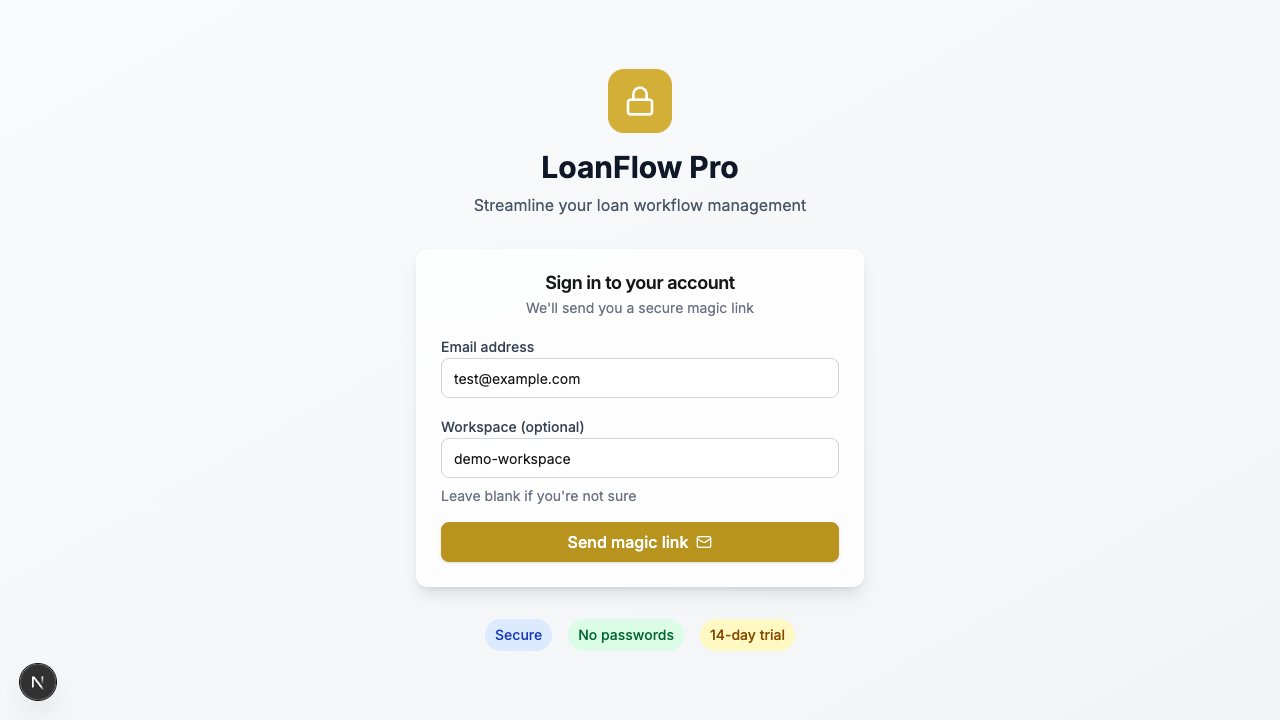 LoanFlow Pro
Streamline your loan workflow management
Sign in to your account
We'll send you a secure magic link
Email address
test@example.com
Workspace (optional)
demo-workspace
Leave blank if you're not sure
Send magic link
Secure No passwords 14-day trial
N